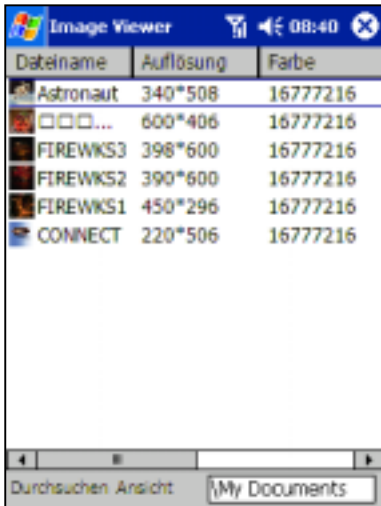 Image Viewer 08:40
Dateiname Auflösung Farbe
Astronaut 340*508 16777216
□□□... 600*406 16777216
FIREWKS3 398*600 16777216
FIREWKS2 390*600 16777216
FIREWKS1 450*296 16777216
CONNECT 220*506 16777216
Durchsuchen Ansicht \My Documents